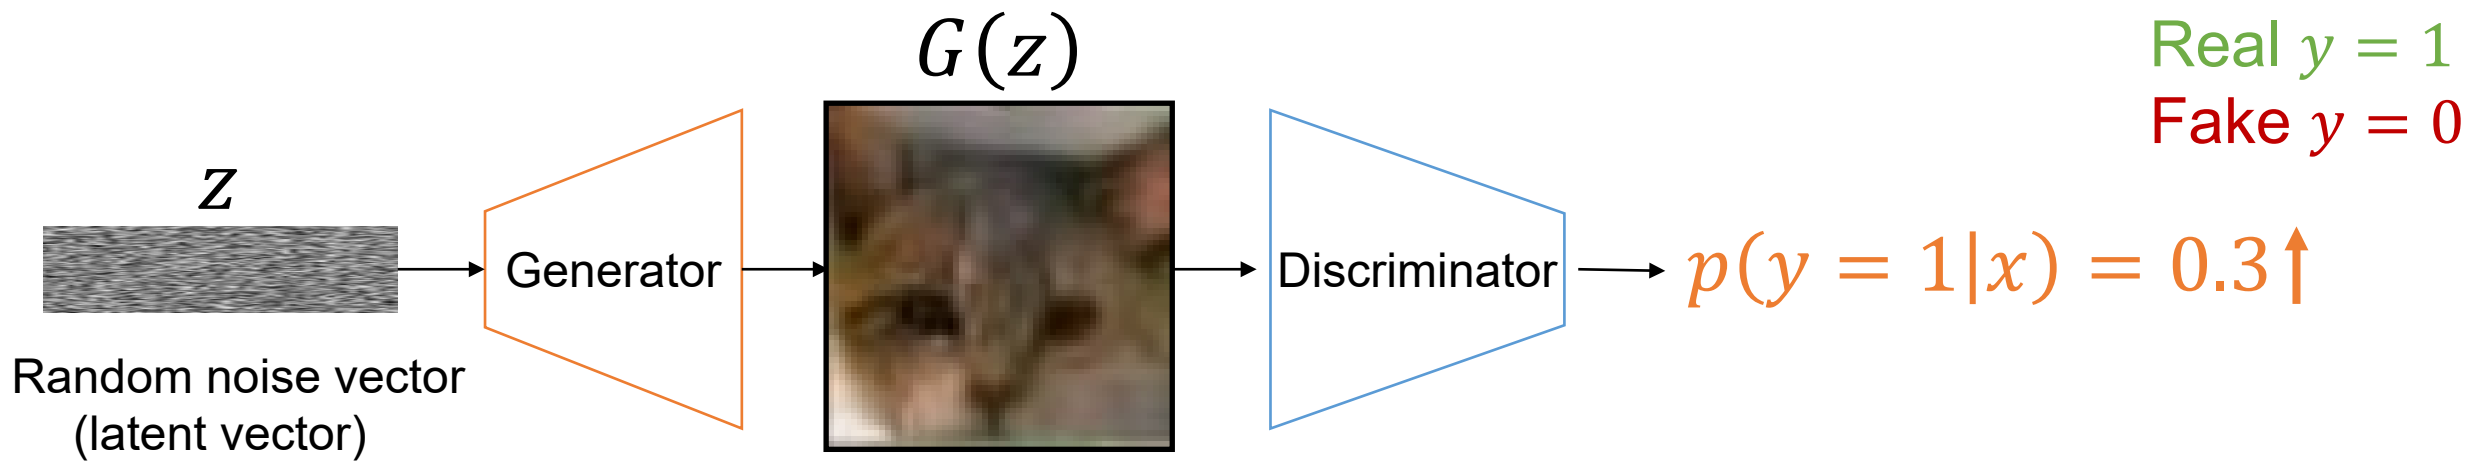 G(z)
Real y = 1
Fake y = 0
z
Generator
Discriminator
p(y = 1|x) = 0.3↑
Random noise vector
(latent vector)